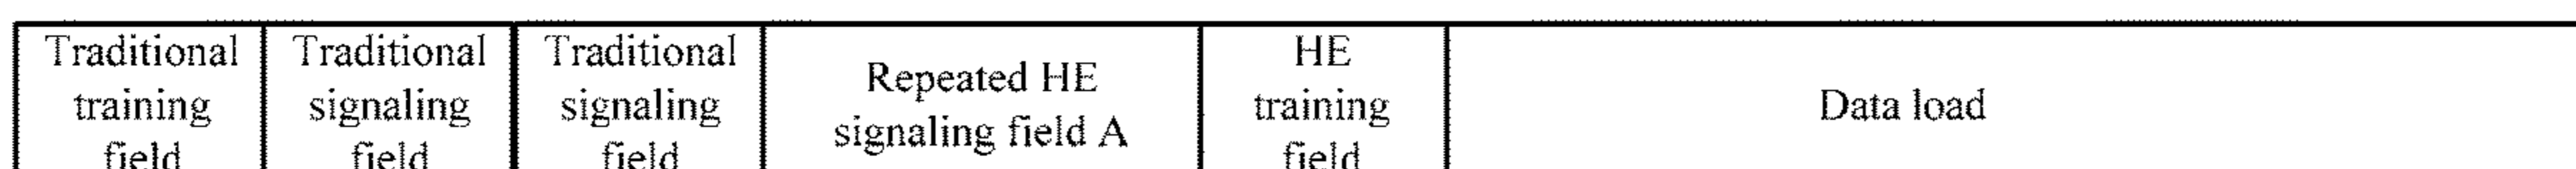 Traditional
training
field
Traditional
signaling
field
Traditional
signaling
field
Repeated HE
signaling field A
HE
training
field
Data load